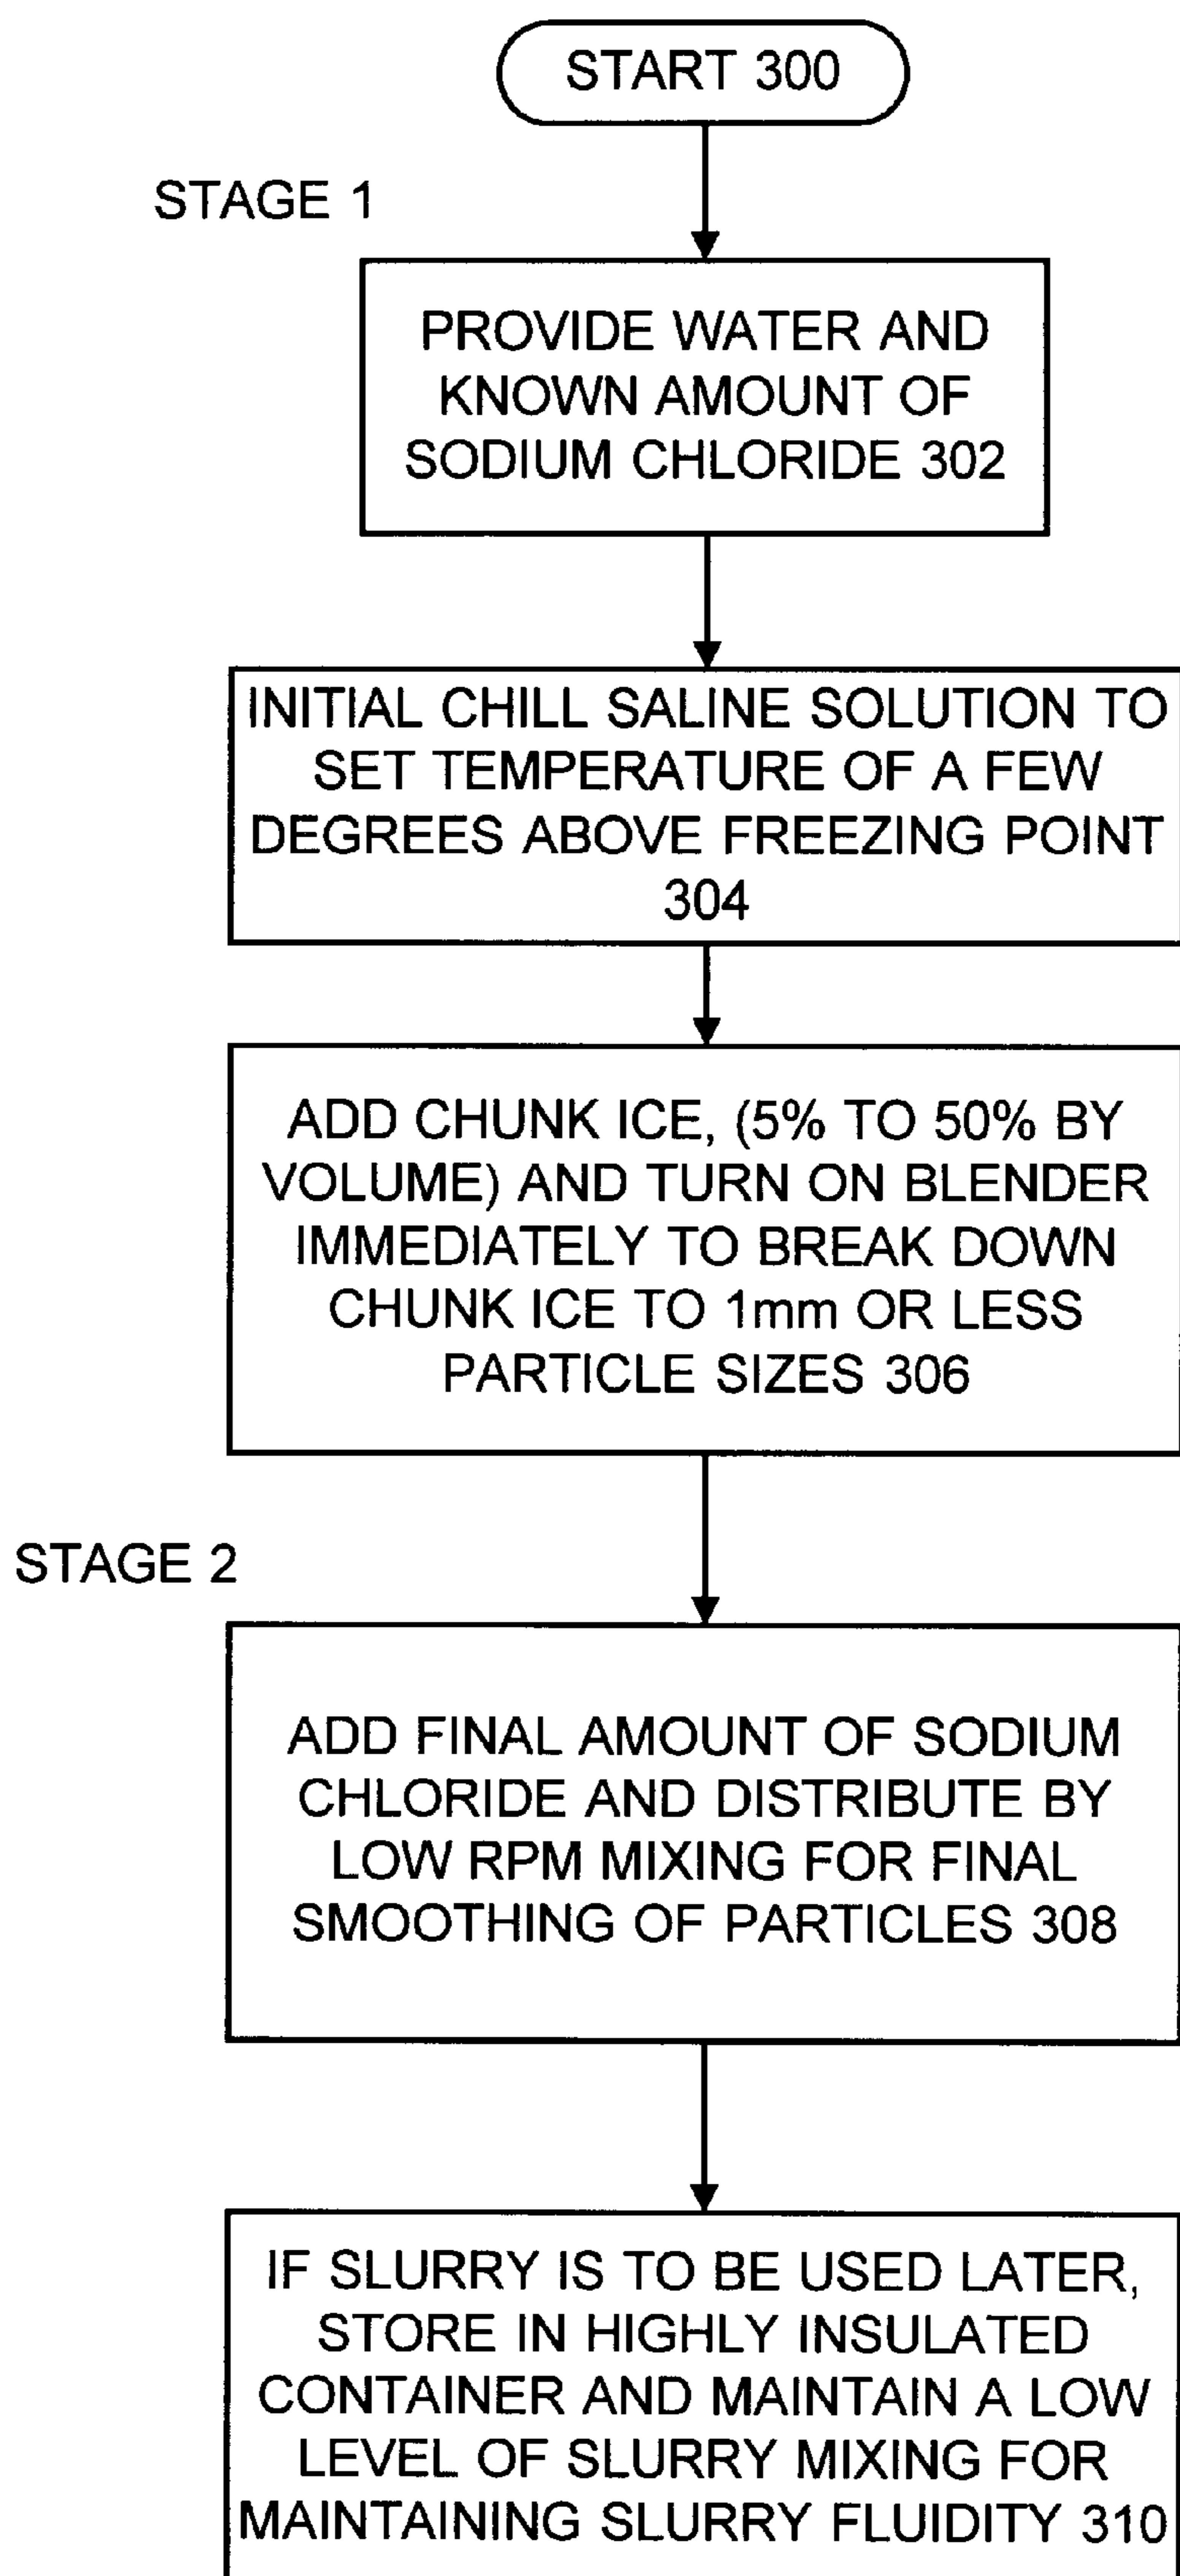 START 300
STAGE 1
PROVIDE WATER AND
KNOWN AMOUNT OF
SODIUM CHLORIDE 302
INITIAL CHILL SALINE SOLUTION TO
SET TEMPERATURE OF A FEW
DEGREES ABOVE FREEZING POINT
304
ADD CHUNK ICE, (5% TO 50% BY
VOLUME) AND TURN ON BLENDER
IMMEDIATELY TO BREAK DOWN
CHUNK ICE TO 1mm OR LESS
PARTICLE SIZES 306
STAGE 2
ADD FINAL AMOUNT OF SODIUM
CHLORIDE AND DISTRIBUTE BY
LOW RPM MIXING FOR FINAL
SMOOTHING OF PARTICLES 308
IF SLURRY IS TO BE USED LATER,
STORE IN HIGHLY INSULATED
CONTAINER AND MAINTAIN A LOW
LEVEL OF SLURRY MIXING FOR
MAINTAINING SLURRY FLUIDITY 310